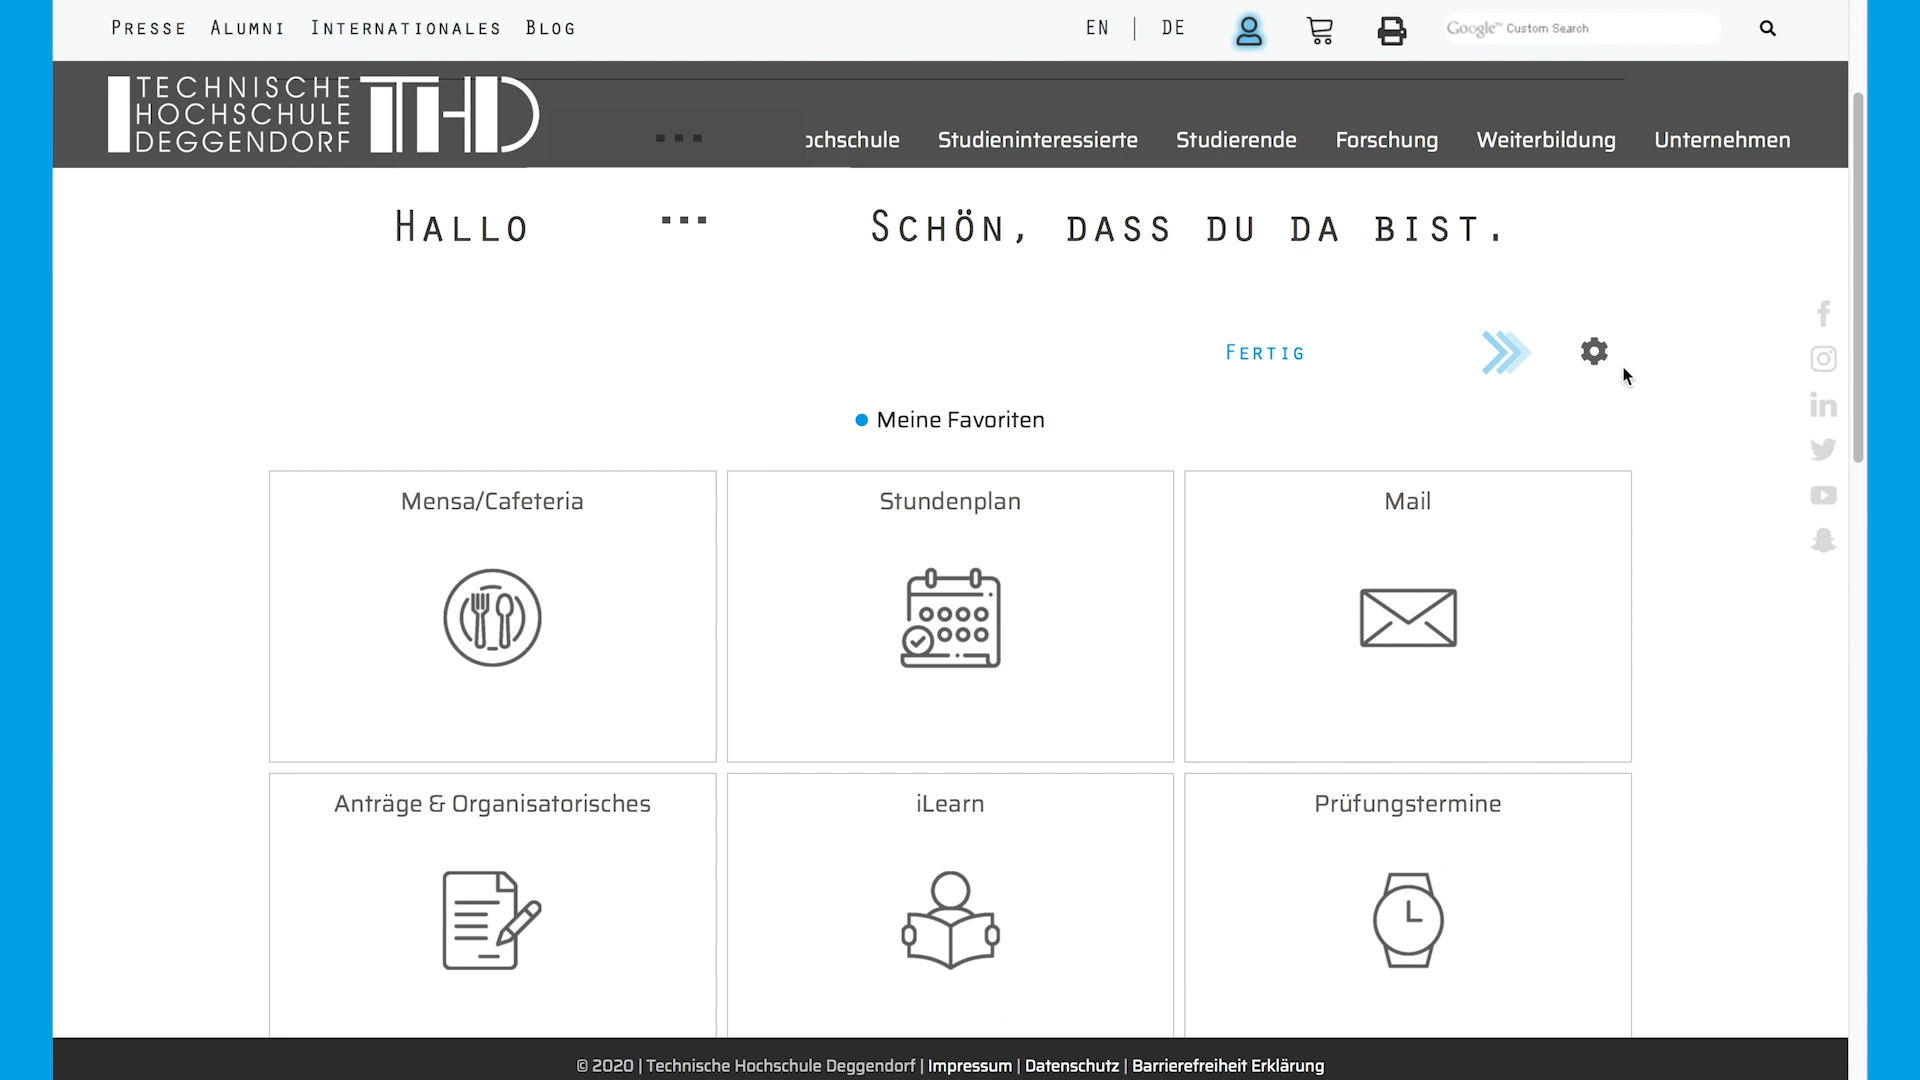 Presse Alumni Internationales Blog
EN | DE
Google™ Custom Search
TECHNISCHE
HOCHSCHULE
DEGGENDORF
THD
... ochschule Studieninteressierte Studierende Forschung Weiterbildung Unternehmen
Hallo ... Schön, dass du da bist.
Fertig
Meine Favoriten
Mensa/Cafeteria
Stundenplan
Mail
Anträge & Organisatorisches
iLearn
Prüfungstermine
© 2020 | Technische Hochschule Deggendorf | Impressum | Datenschutz | Barrierefreiheit Erklärung